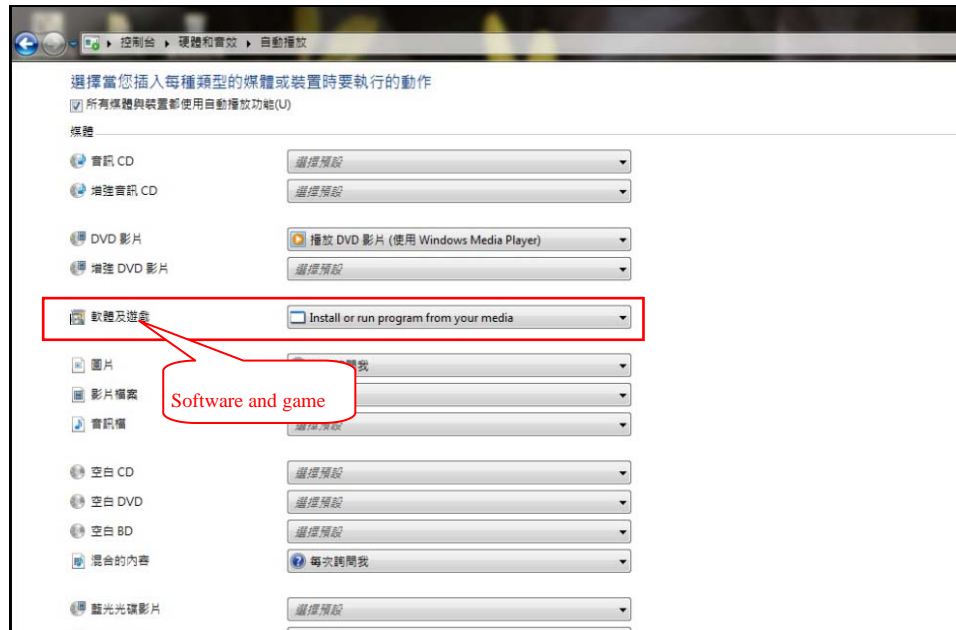 控制台 ▸ 硬體和音效 ▸ 自動播放
選擇當您插入每種類型的媒體或裝置時要執行的動作
所有媒體與裝置都使用自動播放功能(U)
媒體
音訊 CD 選擇預設
增強音訊 CD 選擇預設
DVD 影片 播放 DVD 影片 (使用 Windows Media Player)
增強 DVD 影片 選擇預設
軟體及遊戲 Install or run program from your media
圖片 問我
影片檔案
Software and game
音訊檔 選擇預設
空白 CD 選擇預設
空白 DVD 選擇預設
空白 BD 選擇預設
混合的內容 每次詢問我
藍光光碟影片 選擇預設